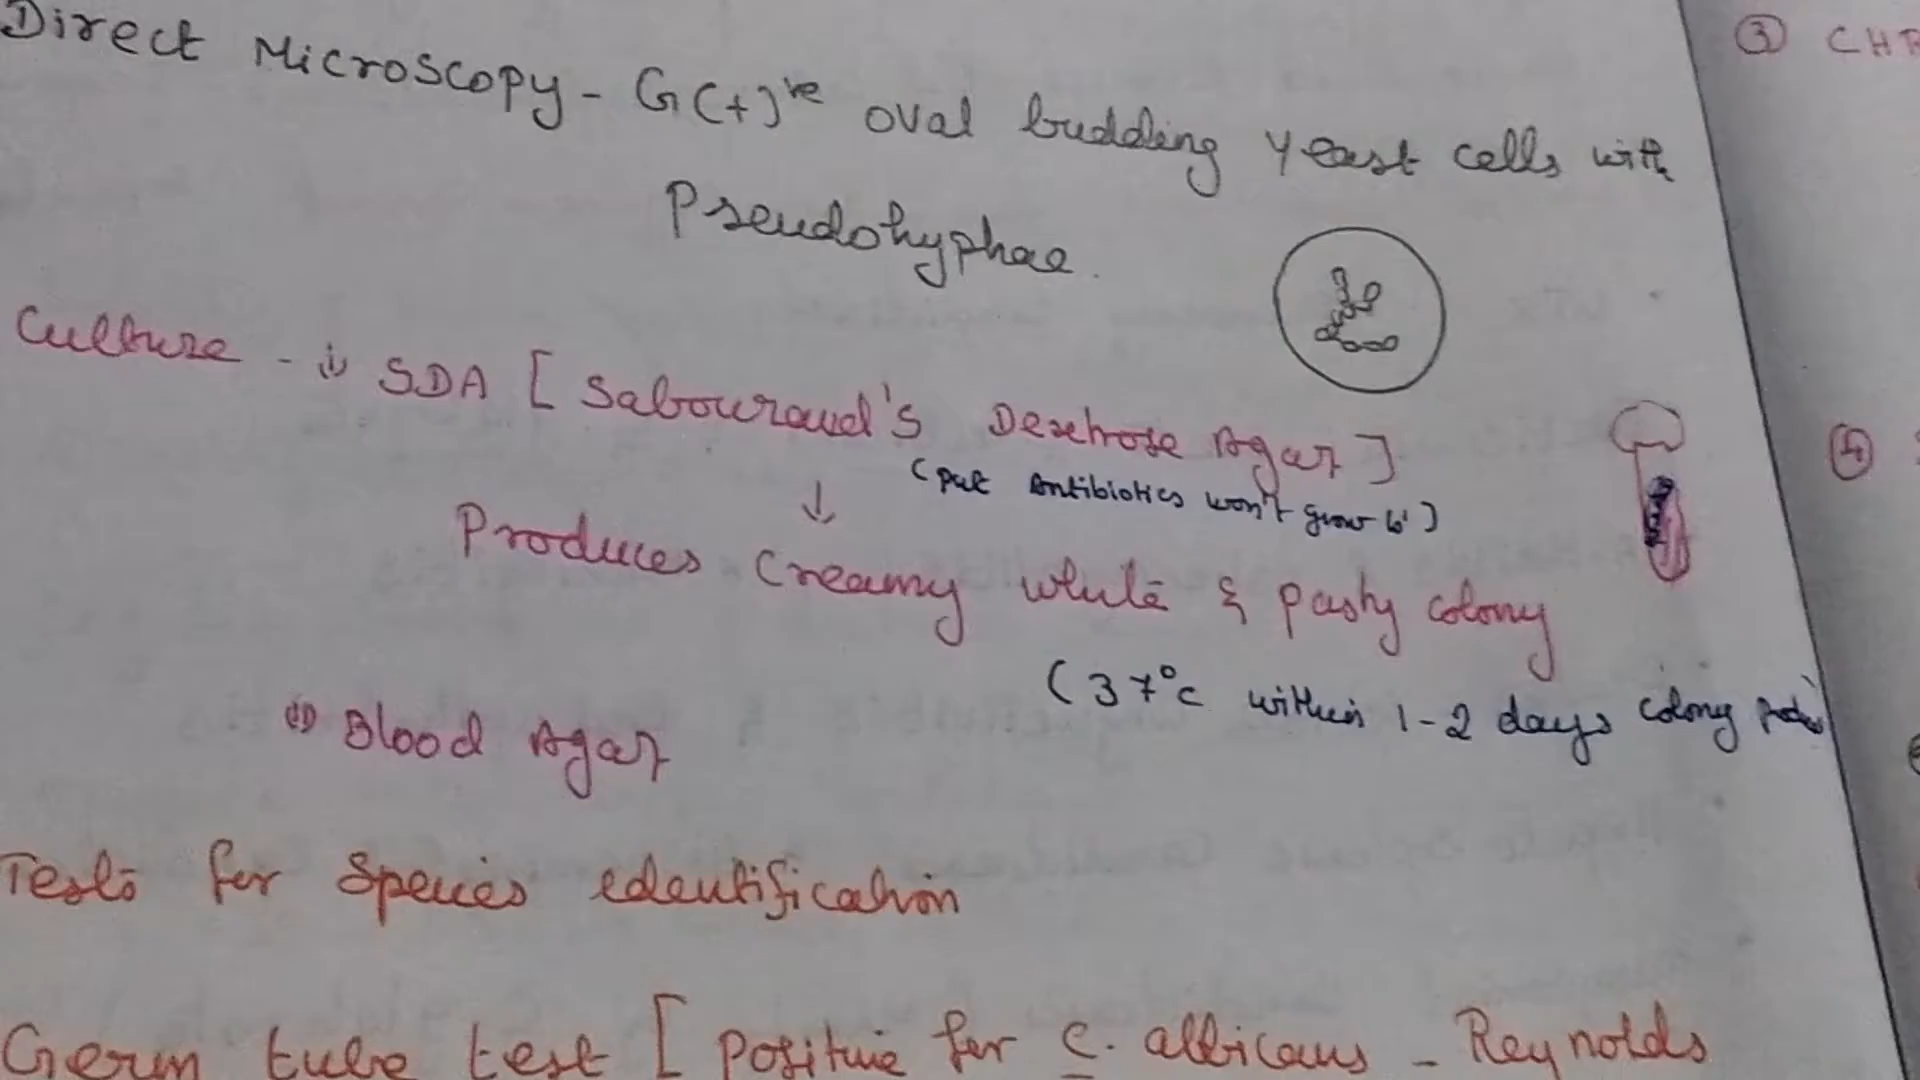 Direct Microscopy - G(+)ve oval budding yeast cells with
Pseudohyphae.
Culture - i) SDA [ Sabouraud's Dextrose Agar ]
(put Antibiotics won't grow
↓
Produces Creamy white & pasty colony
(37°c within 1-2 days colony
ii) Blood Agar
Tests for Species identification
Germ tube test [ Positive for C. albicans - Reynolds
③ CH
④